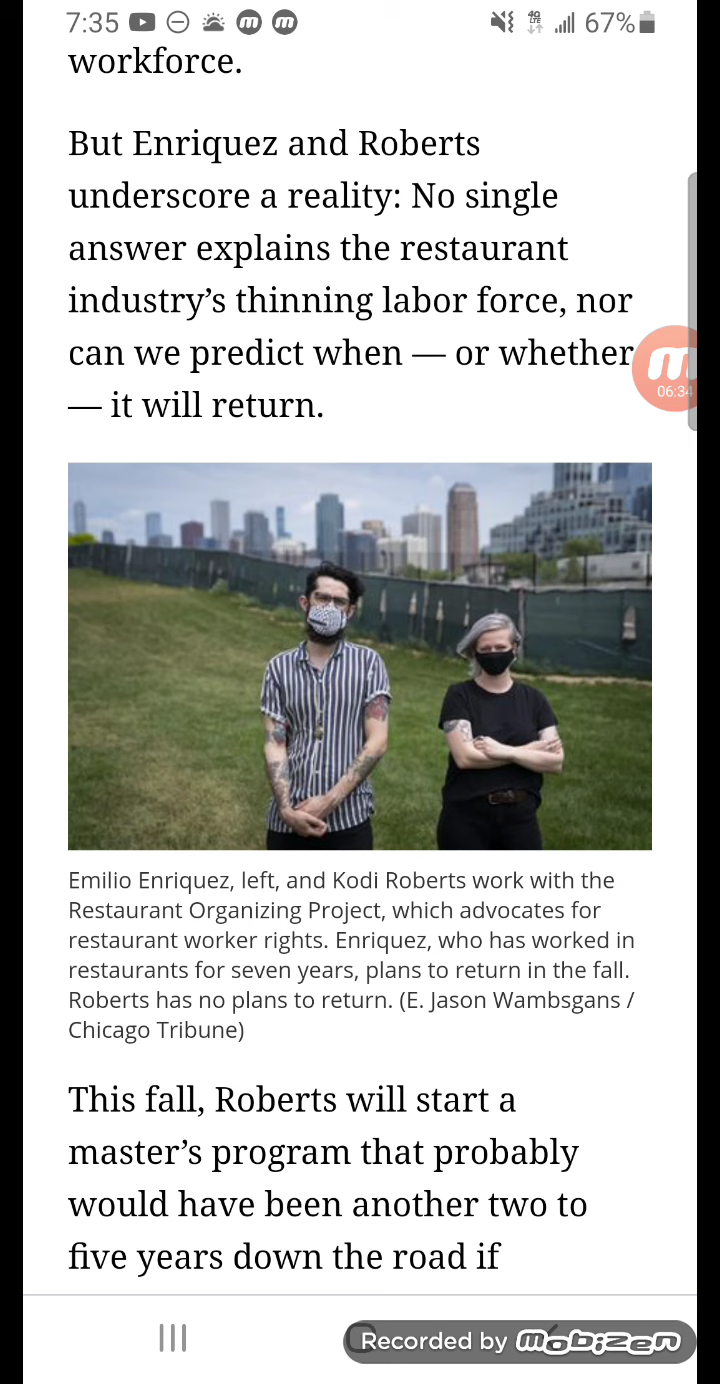 7:35 67%
workforce.
But Enriquez and Roberts
underscore a reality: No single
answer explains the restaurant
industry’s thinning labor force, nor
can we predict when — or whether
— it will return.
06:34
Emilio Enriquez, left, and Kodi Roberts work with the
Restaurant Organizing Project, which advocates for
restaurant worker rights. Enriquez, who has worked in
restaurants for seven years, plans to return in the fall.
Roberts has no plans to return. (E. Jason Wambsgans /
Chicago Tribune)
This fall, Roberts will start a
master’s program that probably
would have been another two to
five years down the road if
Recorded by mobizen